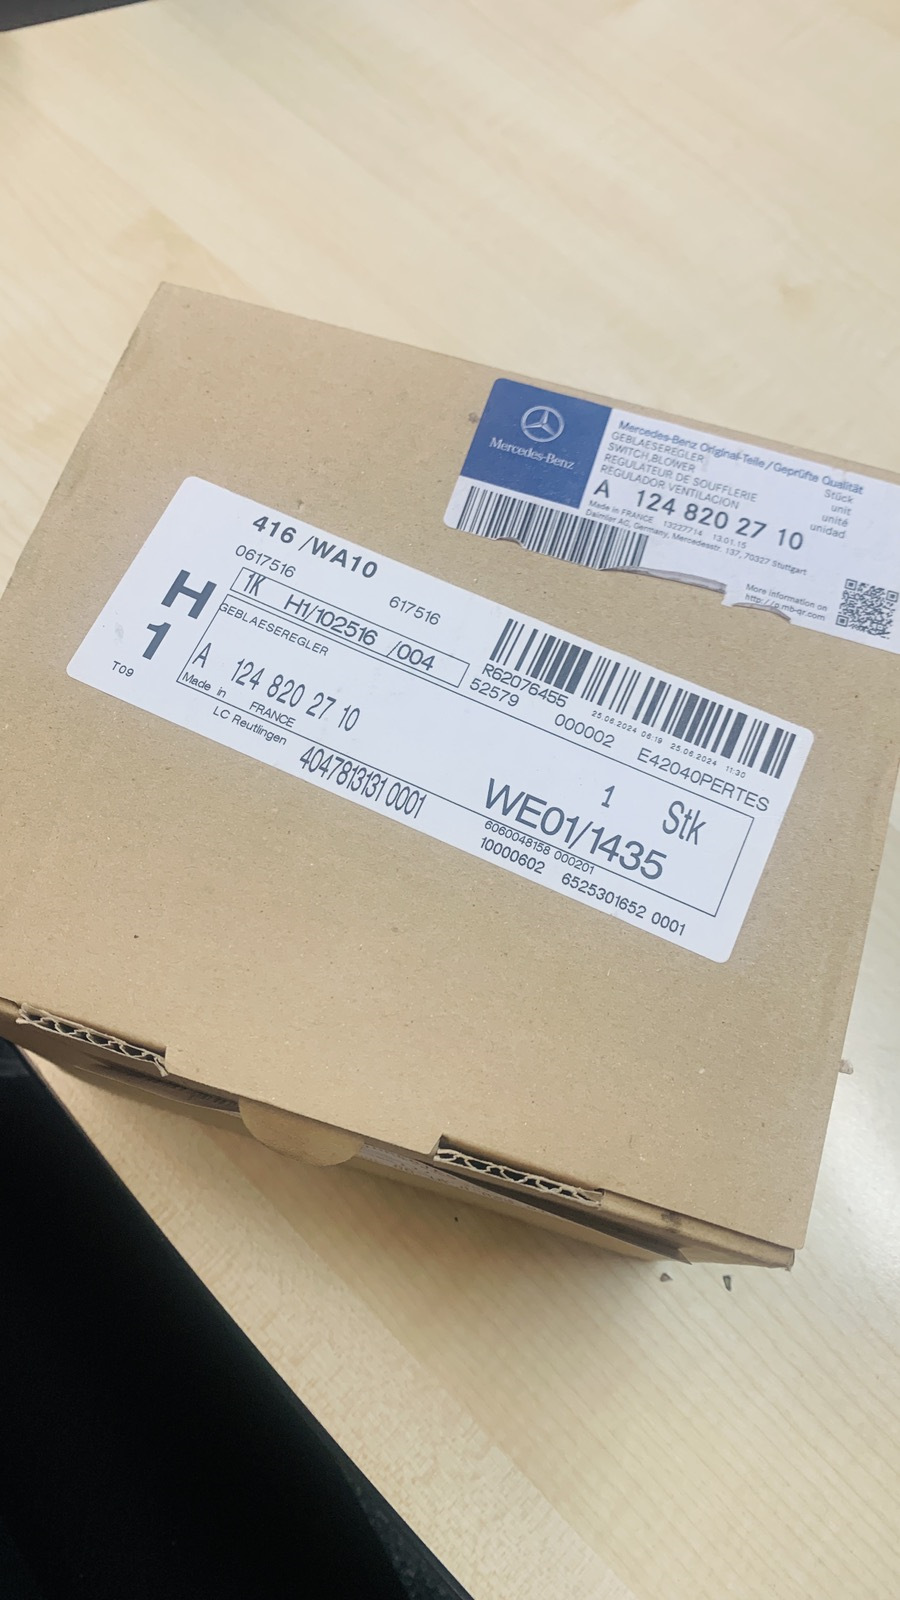 Mercedes-Benz
Mercedes-Benz Original-Teile / Geprüfte Qualität
GEBLAESEREGLER Stück
SWITCH,BLOWER unit
REGULATEUR DE SOUFFLERIE unité
REGULADOR VENTILACION unidad
A 124 820 27 10
Made in FRANCE 13227714 13.01.15
Daimler AG, Germany, Mercedesstr. 137, 70327 Stuttgart
More information on
416 /WA10
0617516 617516
H
1
T09
1K H1/102516 /004
GEBLAESEREGLER
A 124 820 27 10
Made in FRANCE
LC Reutlingen
4047813131 0001
R62076455
52579 000002 E42040PERTES
25.06.2024 06:19 25.06.2024 11:30
1 Stk
WE01/1435
6060048158 000201
10000602 6525301652 0001